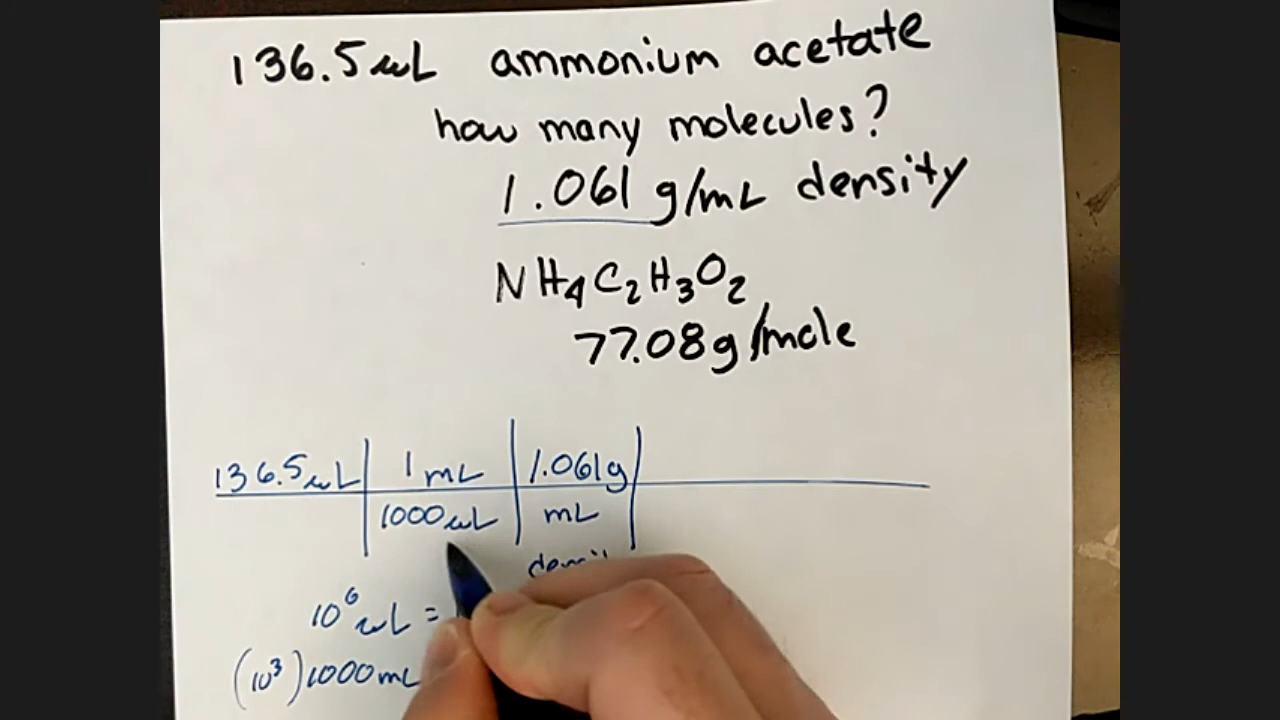 136.5 uL ammonium acetate
how many molecules?
1.061 g/mL density
NH₄C₂H₃O₂
77.08 g/mole
136.5 uL | 1 mL | 1.061 g
1000 uL | mL
10⁶ uL =
(10³) 1000 mL